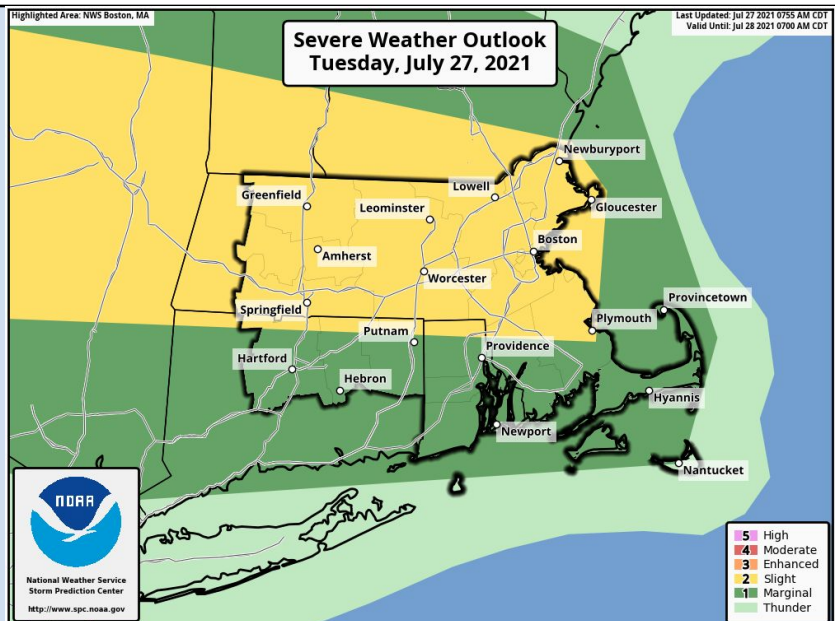 Highlighted Area: NWS Boston, MA
Last Updated: Jul 27 2021 0755 AM CDT
Valid Until: Jul 28 2021 0700 AM CDT
Severe Weather Outlook
Tuesday, July 27, 2021
Newburyport
Lowell
Greenfield
Leominster
Gloucester
Boston
Amherst
Worcester
Provincetown
Springfield
Plymouth
Putnam
Providence
Hartford
Hebron
Hyannis
Newport
Nantucket
NOAA
National Weather Service
Storm Prediction Center
http://www.spc.noaa.gov
5 High
4 Moderate
3 Enhanced
2 Slight
1 Marginal
Thunder